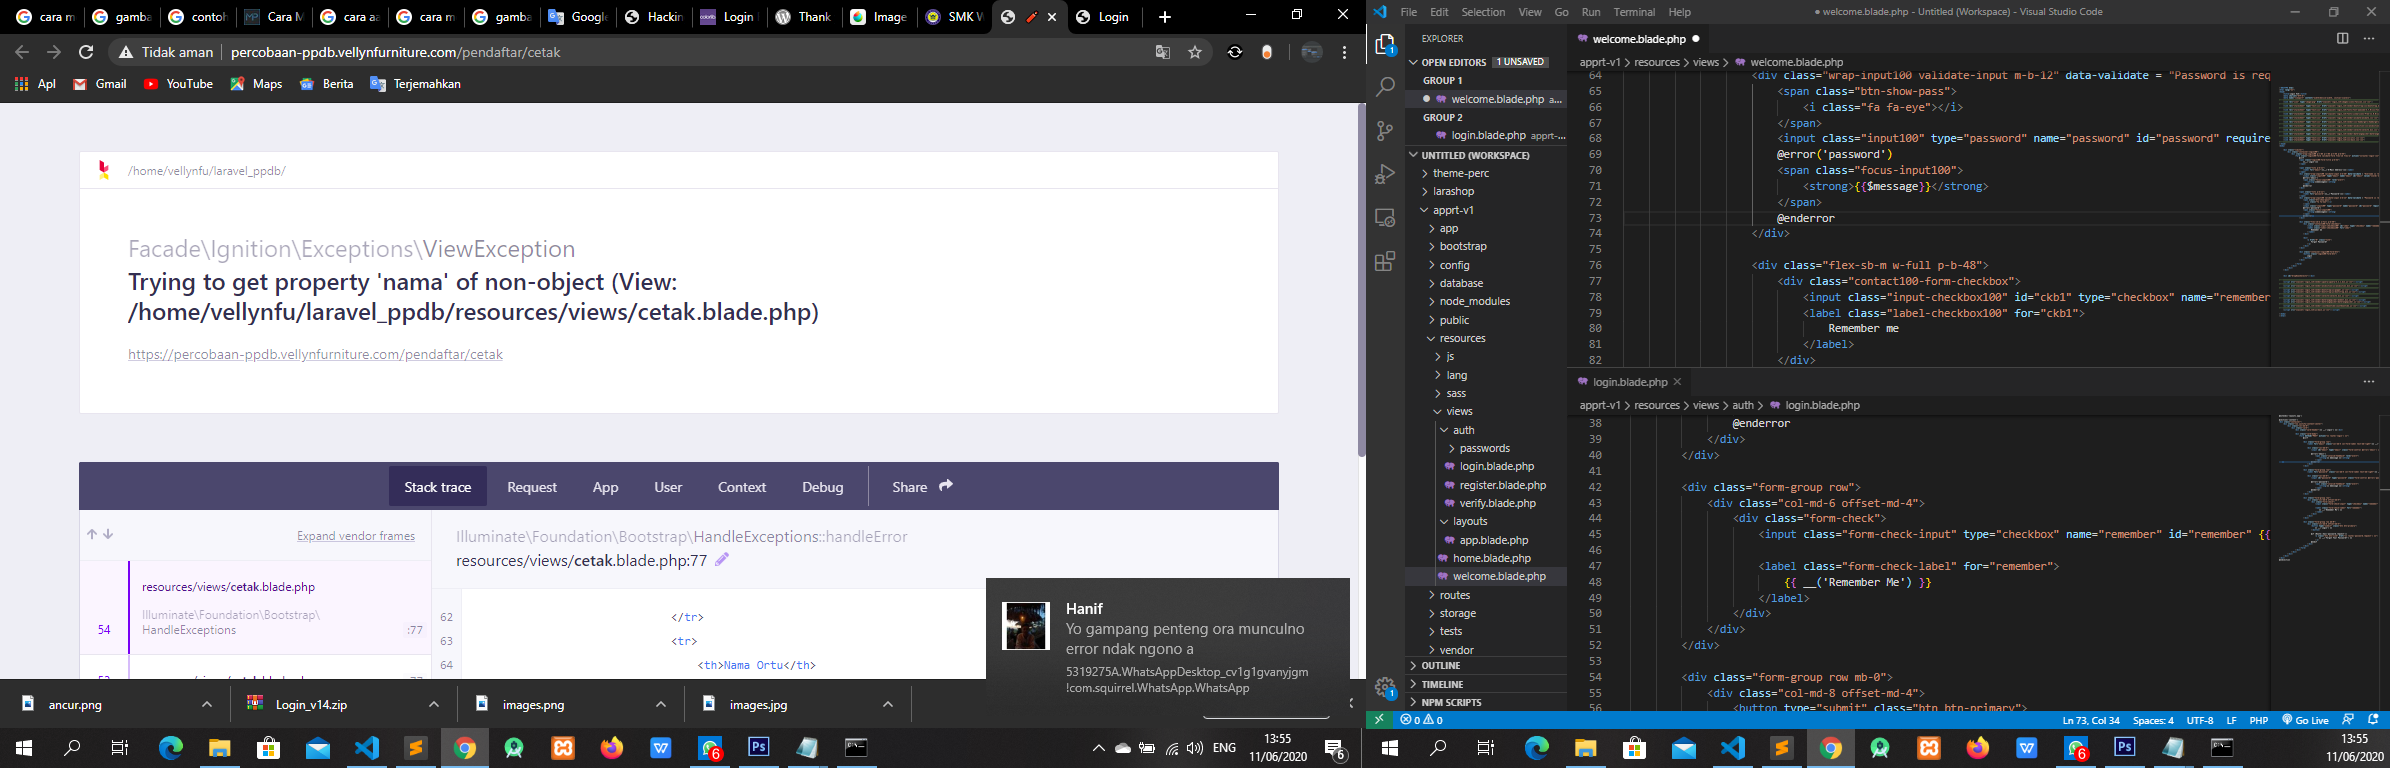 cara m
gamba
contoh
Cara M
cara aa
cara m
gamba
Google
Hackin
Login
Thank
Image
SMK W
Login
Tidak aman
percobaan-ppdb.vellynfurniture.com/pendaftar/cetak
Apl
Gmail
YouTube
Maps
Berita
Terjemahkan
/home/vellynfu/laravel_ppdb/
Facade\Ignition\Exceptions\ViewException
Trying to get property 'nama' of non-object (View:
/home/vellynfu/laravel_ppdb/resources/views/cetak.blade.php)
https://percobaan-ppdb.vellynfurniture.com/pendaftar/cetak
Stack trace
Request
App
User
Context
Debug
Share
Expand vendor frames
resources/views/cetak.blade.php
Illuminate\Foundation\Bootstrap\
54 HandleExceptions :77
Illuminate\Foundation\Bootstrap\HandleExceptions::handleError
resources/views/cetak.blade.php:77
62 </tr>
63 <tr>
64 <th>Nama Ortu</th>
Hanif
Yo gampang penteng ora munculno
error ndak ngono a
5319275A.WhatsAppDesktop_cv1g1gvanyjgm
!com.squirrel.WhatsApp.WhatsApp
ancur.png
Login_v14.zip
images.png
images.jpg
6
ENG
13:55
11/06/2020
6
File Edit Selection View Go Run Terminal Help
● welcome.blade.php - Untitled (Workspace) - Visual Studio Code
1
1
EXPLORER
OPEN EDITORS 1 UNSAVED
GROUP 1
welcome.blade.php a...
GROUP 2
login.blade.php apprt-...
UNTITLED (WORKSPACE)
theme-perc
larashop
apprt-v1
app
bootstrap
config
database
node_modules
public
resources
js
lang
sass
views
auth
passwords
login.blade.php
register.blade.php
verify.blade.php
layouts
app.blade.php
home.blade.php
welcome.blade.php
routes
storage
tests
vendor
OUTLINE
TIMELINE
NPM SCRIPTS
welcome.blade.php
apprt-v1 > resources > views > welcome.blade.php
64 <div class="wrap-input100 validate-input m-b-12" data-validate = "Password is req
65 <span class="btn-show-pass">
66 <i class="fa fa-eye"></i>
67 </span>
68 <input class="input100" type="password" name="password" id="password" require
69 @error('password')
70 <span class="focus-input100">
71 <strong>{{$message}}</strong>
72 </span>
73 @enderror
74 </div>
75
76 <div class="flex-sb-m w-full p-b-48">
77 <div class="contact100-form-checkbox">
78 <input class="input-checkbox100" id="ckb1" type="checkbox" name="remember
79 <label class="label-checkbox100" for="ckb1">
80 Remember me
81 </label>
82 </div>
login.blade.php
apprt-v1 > resources > views > auth > login.blade.php
38 @enderror
39 </div>
40 </div>
41
42 <div class="form-group row">
43 <div class="col-md-6 offset-md-4">
44 <div class="form-check">
45 <input class="form-check-input" type="checkbox" name="remember" id="remember" {{
46
47 <label class="form-check-label" for="remember">
48 {{ __('Remember Me') }}
49 </label>
50 </div>
51 </div>
52 </div>
53
54 <div class="form-group row mb-0">
55 <div class="col-md-8 offset-md-4">
56 <button type="submit" class="btn btn-primary">
0 0
Ln 73, Col 34
Spaces: 4
UTF-8
LF
PHP
Go Live
6
13:55
11/06/2020